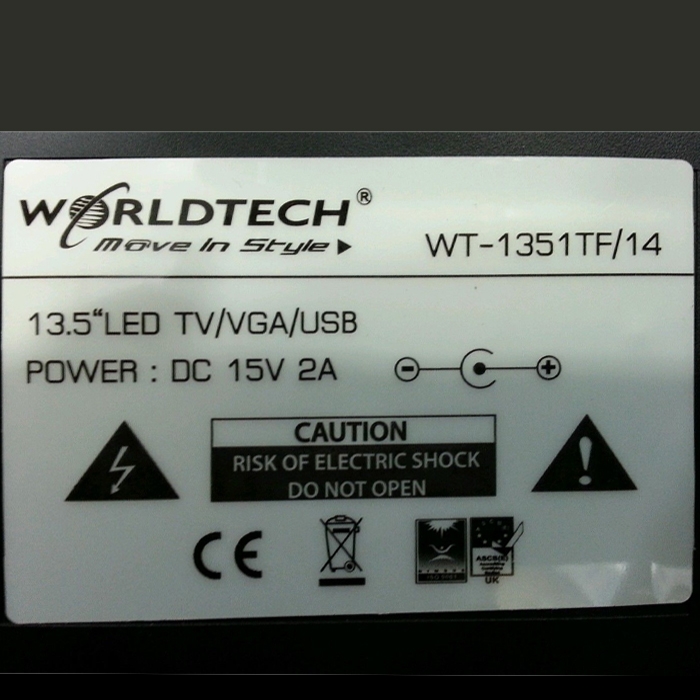 WORLDTECH®
Move In Style
WT-1351TF/14
13.5“LED TV/VGA/USB
POWER : DC 15V 2A
CAUTION
RISK OF ELECTRIC SHOCK
DO NOT OPEN
CE
ASCB(E)
UK